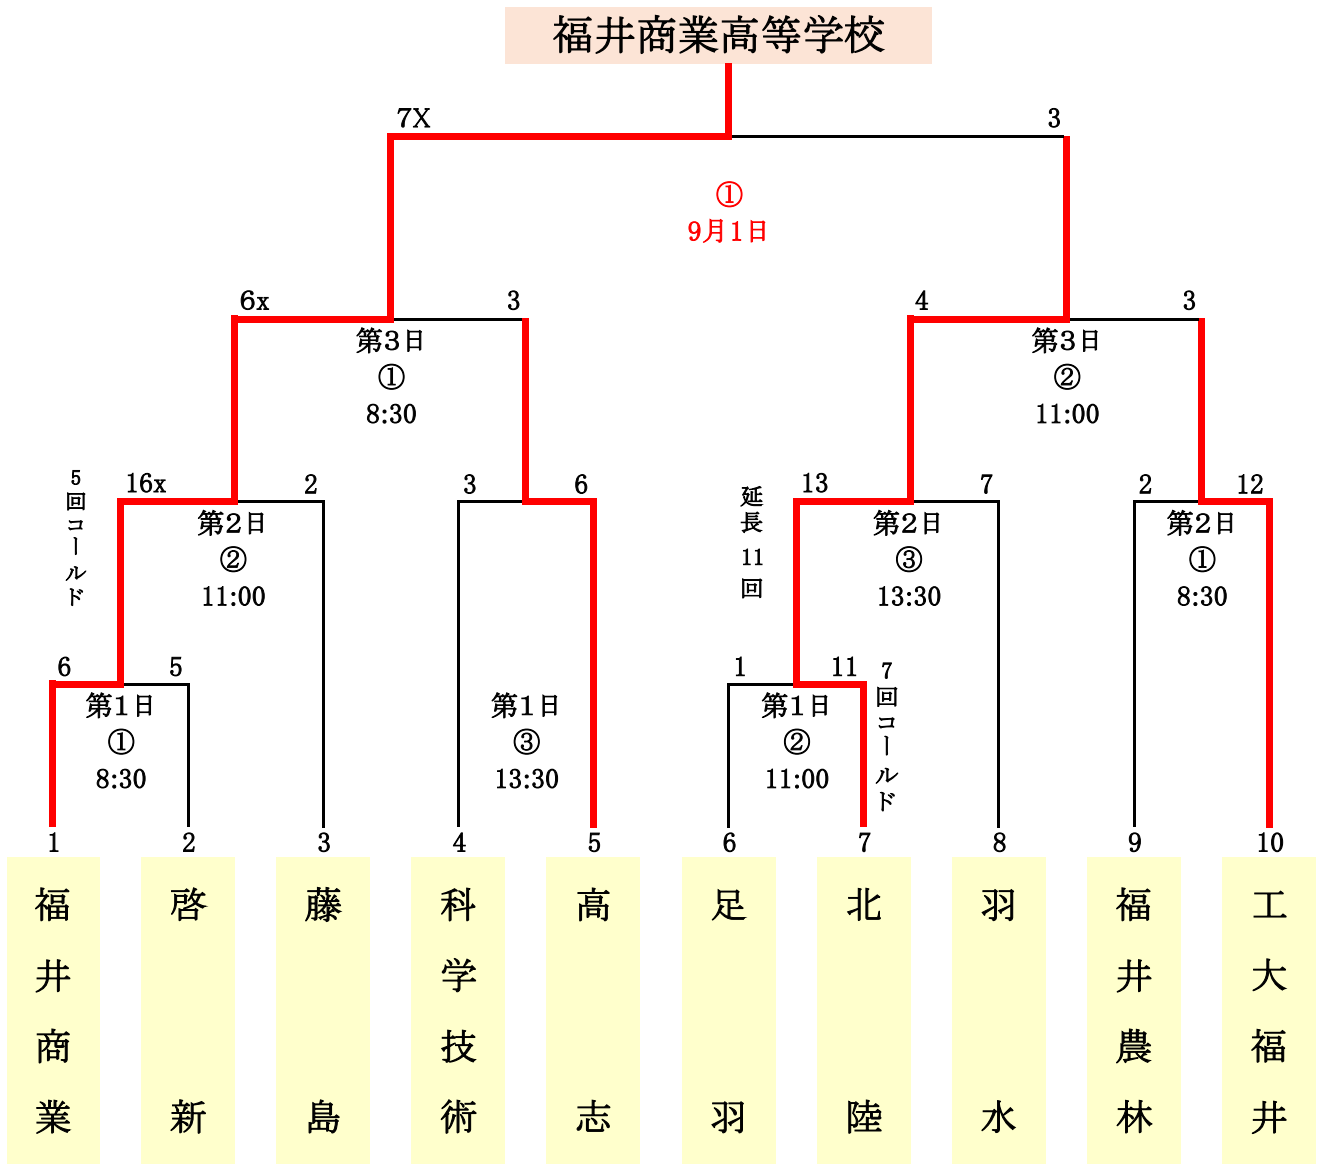 福井商業高等学校
7X
3
①
9月1日
6x
3
4
3
第3日
①
8:30
第3日
②
11:00
5回コールド
16x
2
3
6
延長11回
13
7
2
12
第2日
②
11:00
第2日
③
13:30
第2日
①
8:30
6
5
1
11
7回コールド
第1日
①
8:30
第1日
③
13:30
第1日
②
11:00
1
2
3
4
5
6
7
8
9
10
福井商業
啓新
藤島
科学技術
高志
足羽
北陸
羽水
福井農林
工大福井